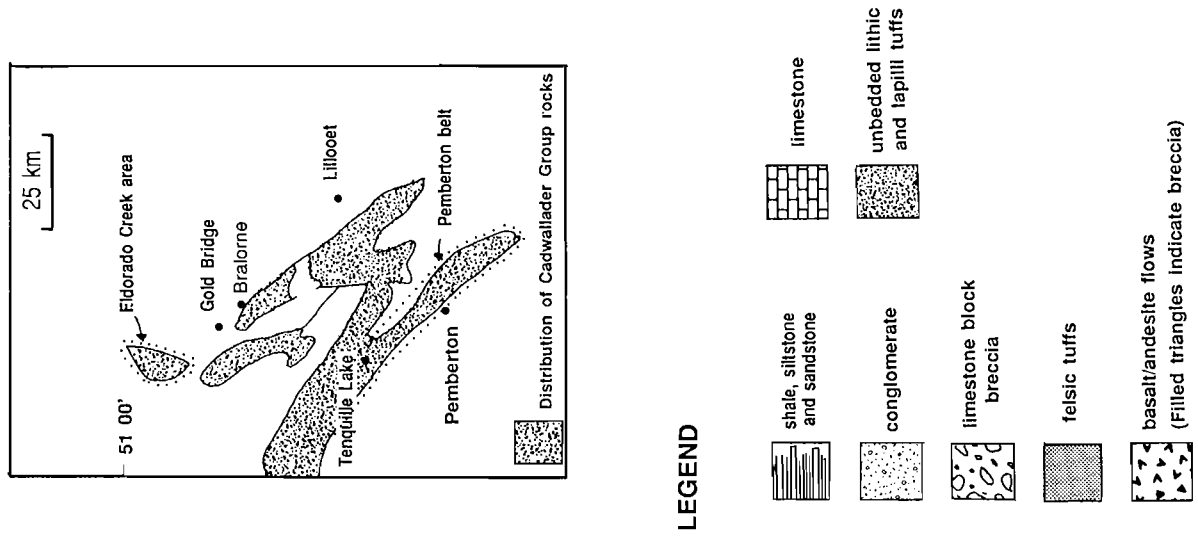 25 km
51 00'
Eldorado Creek area
Gold Bridge
Bralorne
Lillooet
Tenquille Lake
Pemberton belt
Pemberton
Distribution of Cadwallader Group rocks
LEGEND
shale, siltstone
and sandstone
conglomerate
limestone block
breccia
felsic tuffs
basalt/andesite flows
(Filled triangles indicate breccia)
limestone
unbedded lithic
and lapilli tuffs